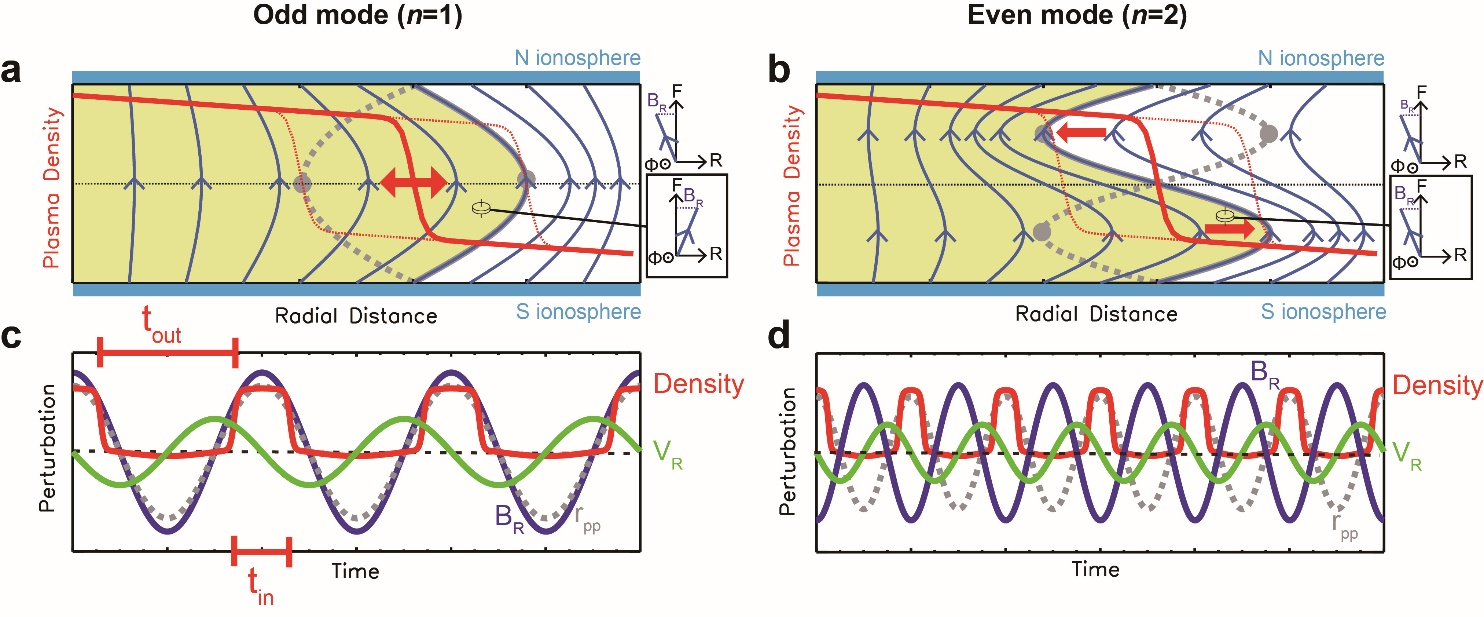 Odd mode (n=1)
Even mode (n=2)
a
N ionosphere
Plasma Density
F
B_R
R
Φ
F
B_R
R
Φ
Radial Distance
S ionosphere
b
N ionosphere
Plasma Density
F
B_R
R
Φ
F
B_R
R
Φ
Radial Distance
S ionosphere
c
t_out
Perturbation
Density
V_R
B_R
r_pp
t_in
Time
d
Perturbation
B_R
Density
V_R
r_pp
Time